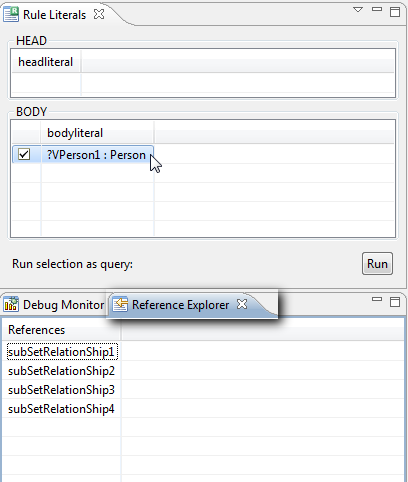 Rule Literals
HEAD
headliteral
BODY
bodyliteral
?VPerson1 : Person
Run selection as query: Run
Debug Monitor Reference Explorer
References
subSetRelationShip1
subSetRelationShip2
subSetRelationShip3
subSetRelationShip4